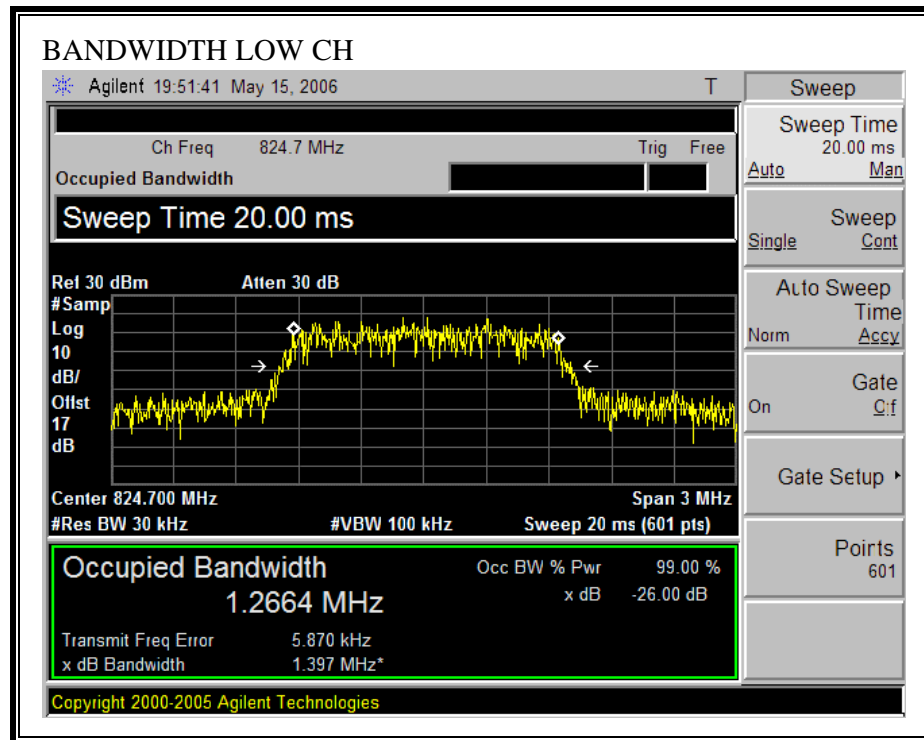 BANDWIDTH LOW CH
Agilent 19:51:41 May 15, 2006 T
Ch Freq 824.7 MHz Trig Free
Occupied Bandwidth
Sweep Time 20.00 ms
Ref 30 dBm Atten 30 dB
#Samp
Log
10
dB/
Offst
17
dB
Center 824.700 MHz Span 3 MHz
#Res BW 30 kHz #VBW 100 kHz Sweep 20 ms (601 pts)
Occupied Bandwidth Occ BW % Pwr 99.00 %
1.2664 MHz x dB -26.00 dB
Transmit Freq Error 5.870 kHz
x dB Bandwidth 1.397 MHz*
Copyright 2000-2005 Agilent Technologies
Sweep
Sweep Time
20.00 ms
Auto Man
Sweep
Single Cont
Auto Sweep
Time
Norm Accy
Gate
On Off
Gate Setup
Points
601